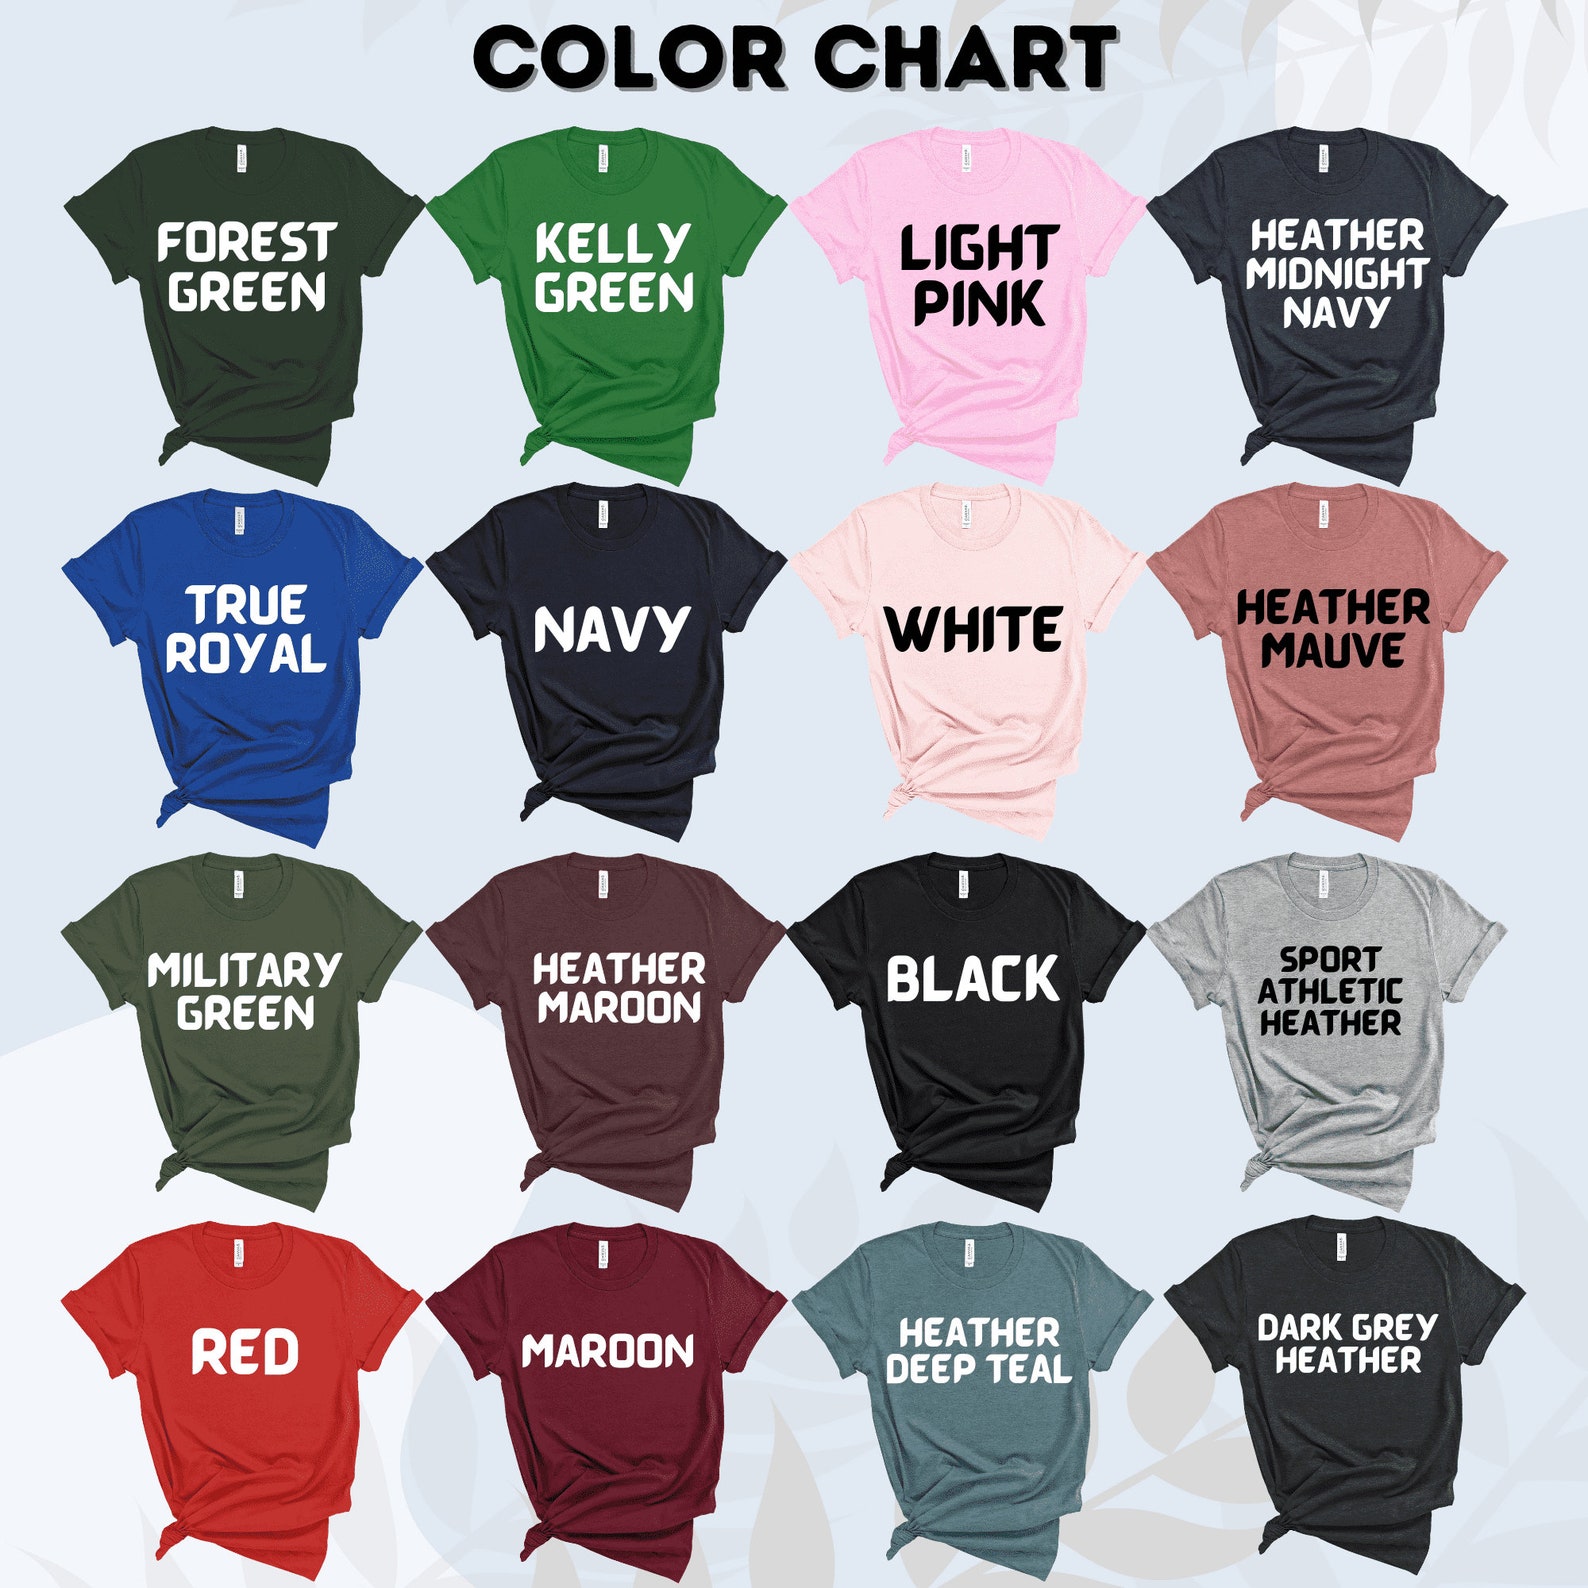 COLOR CHART
FOREST
GREEN
KELLY
GREEN
LIGHT
PINK
HEATHER
MIDNIGHT
NAVY
TRUE
ROYAL
NAVY
WHITE
HEATHER
MAUVE
MILITARY
GREEN
HEATHER
MAROON
BLACK
SPORT
ATHLETIC
HEATHER
RED
MAROON
HEATHER
DEEP TEAL
DARK GREY
HEATHER